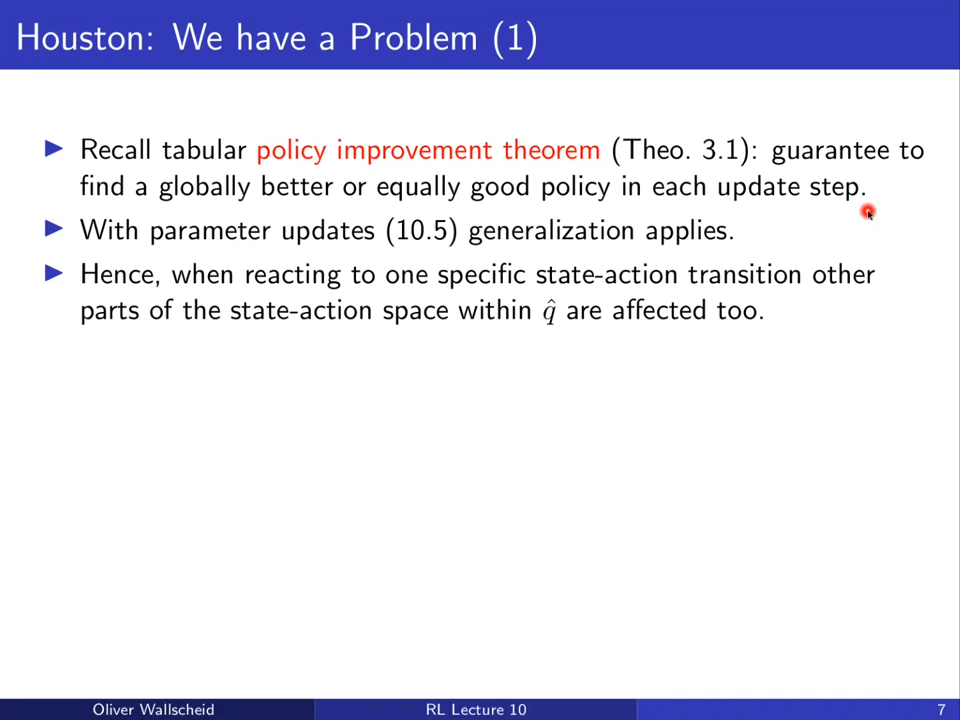 Houston: We have a Problem (1)
▶ Recall tabular policy improvement theorem (Theo. 3.1): guarantee to
find a globally better or equally good policy in each update step.
▶ With parameter updates (10.5) generalization applies.
▶ Hence, when reacting to one specific state-action transition other
parts of the state-action space within q̂ are affected too.
Oliver Wallscheid RL Lecture 10 7